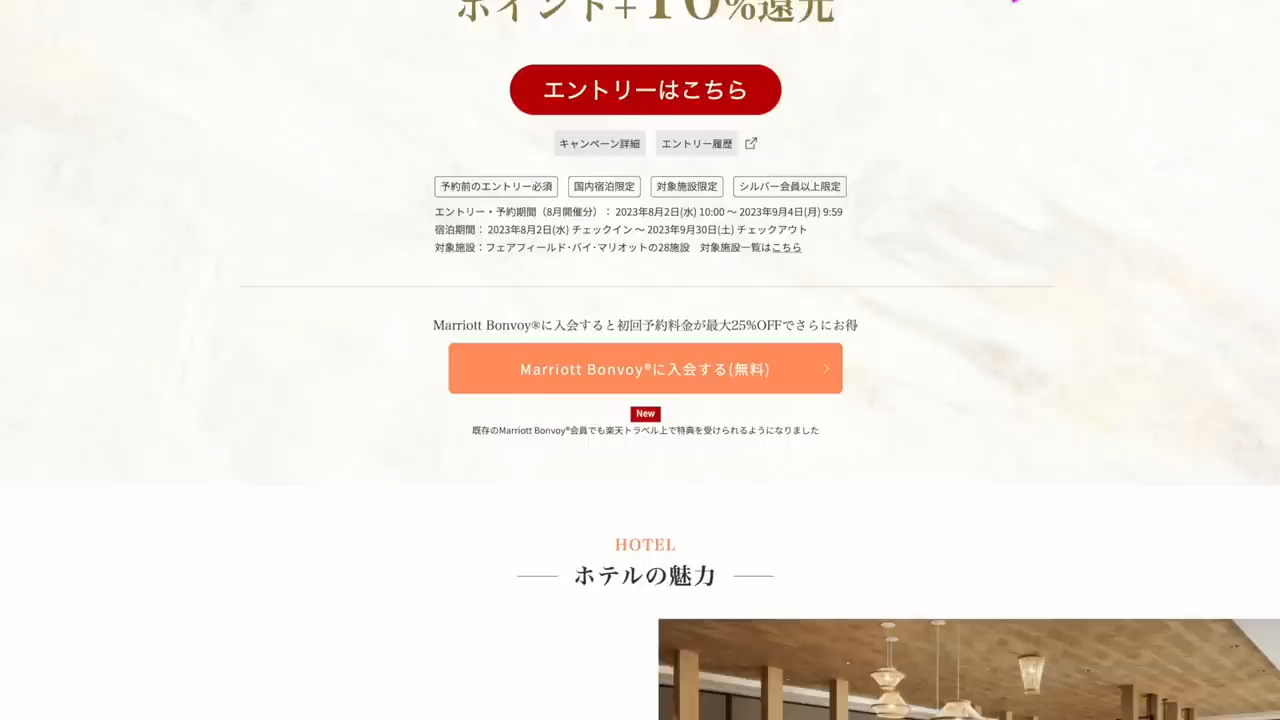 ポイント+10%還元
エントリーはこちら
キャンペーン詳細 エントリー履歴
予約前のエントリー必須 国内宿泊限定 対象施設限定 シルバー会員以上限定
エントリー・予約期間（8月開催分）： 2023年8月2日(水) 10:00 〜 2023年9月4日(月) 9:59
宿泊期間： 2023年8月2日(水) チェックイン 〜 2023年9月30日(土) チェックアウト
対象施設：フェアフィールド･バイ･マリオットの28施設　対象施設一覧はこちら
Marriott Bonvoy®に入会すると初回予約料金が最大25%OFFでさらにお得
Marriott Bonvoy®に入会する(無料)
New
既存のMarriott Bonvoy®会員でも楽天トラベル上で特典を受けられるようになりました
HOTEL
ホテルの魅力